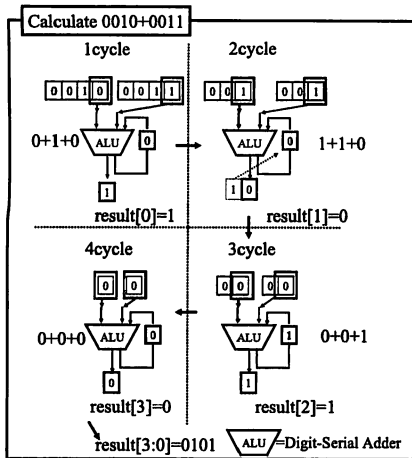 Calculate 0010+0011
1cycle
0 0 1 0 0 0 1 1
0+1+0
ALU
0
1
result[0]=1
2cycle
0 0 1 0 0 1
ALU
0
1+1+0
1 0
result[1]=0
3cycle
0 0 0 0
ALU
1
0+0+1
1
result[2]=1
4cycle
0 0
0+0+0
ALU
0
0
result[3]=0
result[3:0]=0101
ALU =Digit-Serial Adder